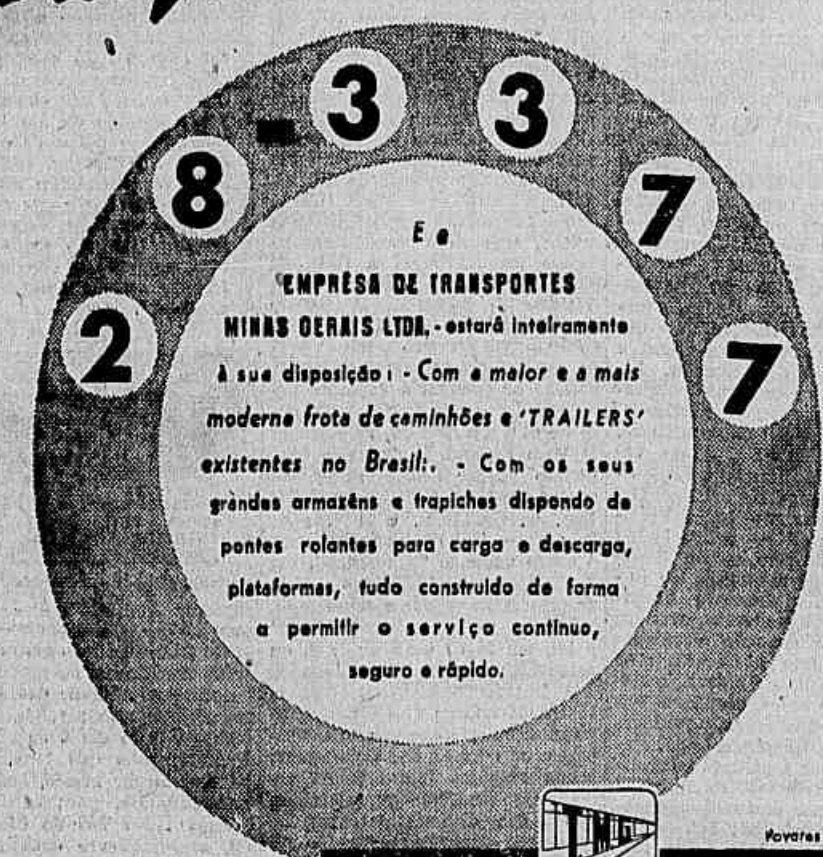 2 8 3 3 7 7
E a
EMPRÊSA DE TRANSPORTES
MINAS GERAIS LTDA. - estará inteiramente
à sua disposição: - Com a maior e a mais
moderna frota de caminhões e 'TRAILERS'
existentes no Brasil:. - Com os seus
grandes armazéns e trapiches dispondo de
pontes rolantes para carga e descarga,
plataformas, tudo construido de forma
a permitir o serviço continuo,
seguro e rápido.
TMG